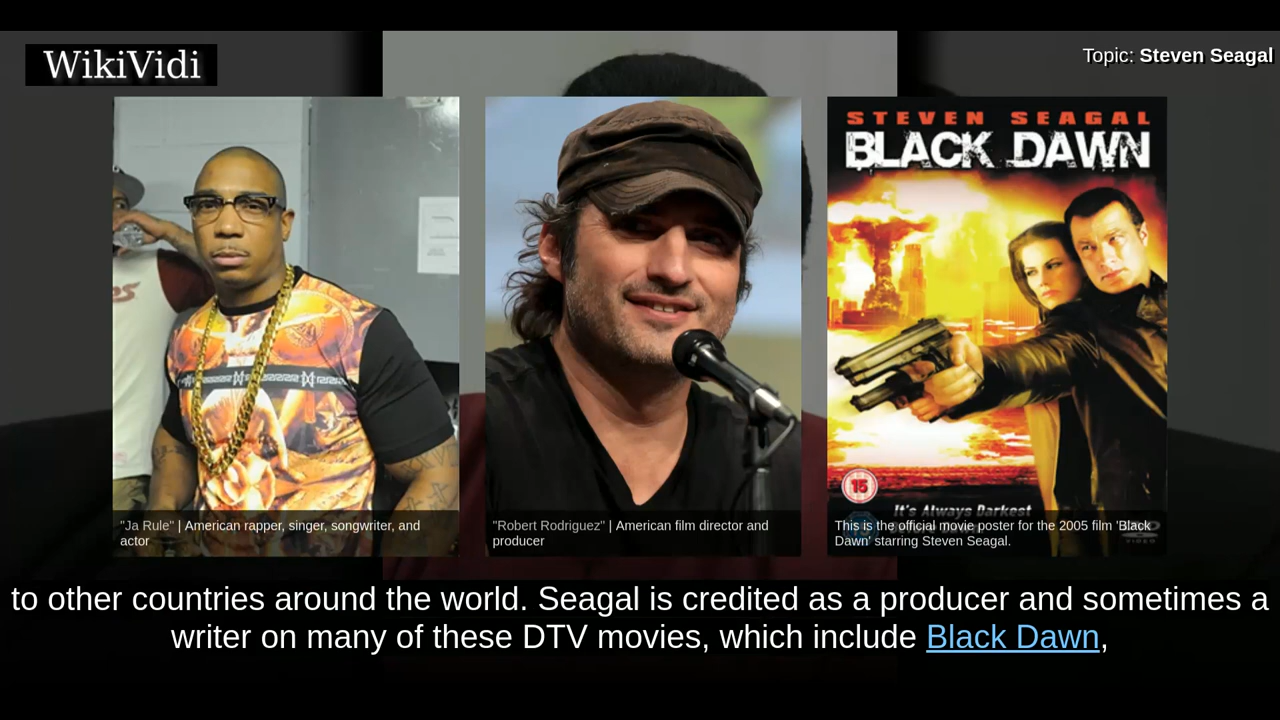 WikiVidi
Topic: Steven Seagal
STEVEN SEAGAL
BLACK DAWN
15
It's Always Darkest
"Ja Rule" | American rapper, singer, songwriter, and
actor
"Robert Rodriguez" | American film director and
producer
This is the official movie poster for the 2005 film 'Black
Dawn' starring Steven Seagal.
to other countries around the world. Seagal is credited as a producer and sometimes a
writer on many of these DTV movies, which include Black Dawn,